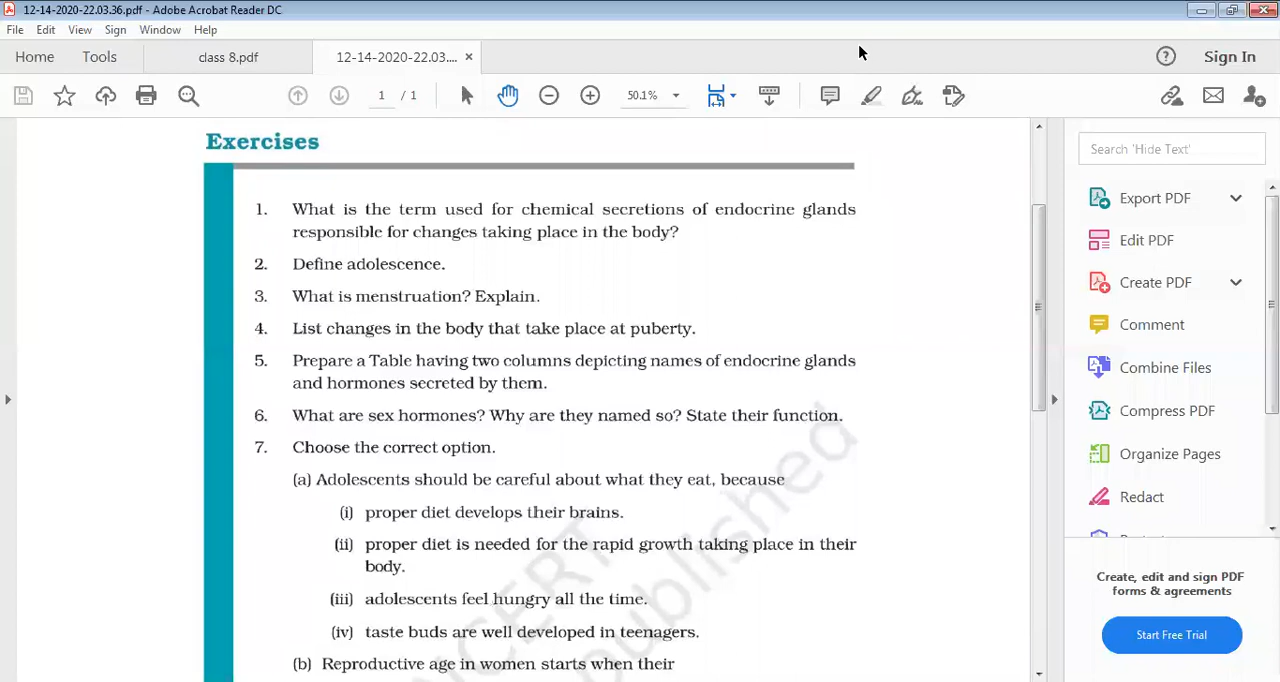 12-14-2020-22.03.36.pdf - Adobe Acrobat Reader DC
File Edit View Sign Window Help
Home Tools class 8.pdf 12-14-2020-22.03.... × Sign In
1 / 1 50.1%
Exercises
1. What is the term used for chemical secretions of endocrine glands
responsible for changes taking place in the body?
2. Define adolescence.
3. What is menstruation? Explain.
4. List changes in the body that take place at puberty.
5. Prepare a Table having two columns depicting names of endocrine glands
and hormones secreted by them.
6. What are sex hormones? Why are they named so? State their function.
7. Choose the correct option.
(a) Adolescents should be careful about what they eat, because
(i) proper diet develops their brains.
(ii) proper diet is needed for the rapid growth taking place in their
body.
(iii) adolescents feel hungry all the time.
(iv) taste buds are well developed in teenagers.
(b) Reproductive age in women starts when their
NCERT
published
Search 'Hide Text'
Export PDF
Edit PDF
Create PDF
Comment
Combine Files
Compress PDF
Organize Pages
Redact
Create, edit and sign PDF
forms & agreements
Start Free Trial